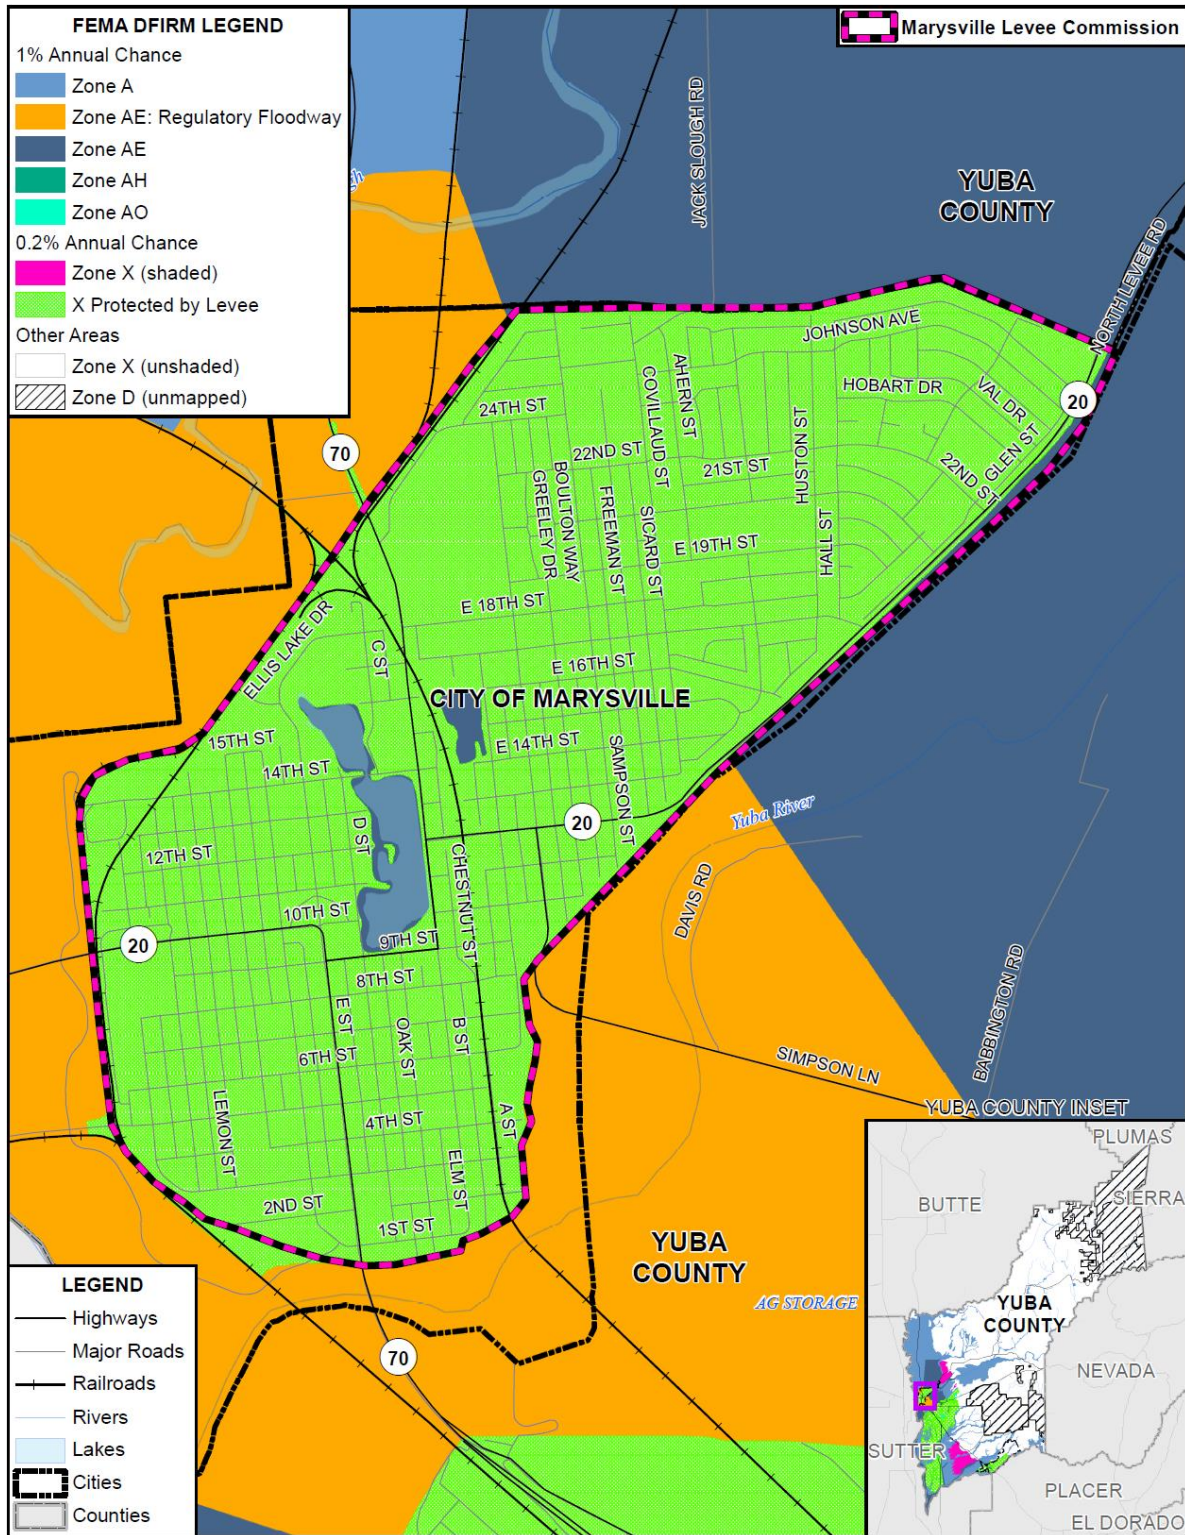 FEMA DFIRM LEGEND
1% Annual Chance
Zone A
Zone AE: Regulatory Floodway
Zone AE
Zone AH
Zone AO
0.2% Annual Chance
Zone X (shaded)
X Protected by Levee
Other Areas
Zone X (unshaded)
Zone D (unmapped)
Marysville Levee Commission
JACK SLOUGH RD
YUBA
COUNTY
NORTH LEVEE RD
JOHNSON AVE
AHERN ST
COVILLAUD ST
HOBART DR
VAL DR
20
24TH ST
HUSTON ST
GLEN ST
70
22ND ST
21ST ST
22ND ST
BOULTON WAY
GREELEY DR
FREEMAN ST
SICARD ST
HALL ST
E 19TH ST
E 18TH ST
ELLIS LAKE DR
C ST
E 16TH ST
CITY OF MARYSVILLE
15TH ST
E 14TH ST
SAMPSON ST
14TH ST
Yuba River
D ST
20
12TH ST
CHESTNUT ST
DAVIS RD
10TH ST
20
9TH ST
8TH ST
BABBINGTON RD
E ST
OAK ST
B ST
6TH ST
SIMPSON LN
LEMON ST
4TH ST
A ST
ELM ST
2ND ST
1ST ST
YUBA
COUNTY
AG STORAGE
70
LEGEND
Highways
Major Roads
Railroads
Rivers
Lakes
Cities
Counties
YUBA COUNTY INSET
PLUMAS
BUTTE
SIERRA
YUBA
COUNTY
NEVADA
SUTTER
PLACER
EL DORADO